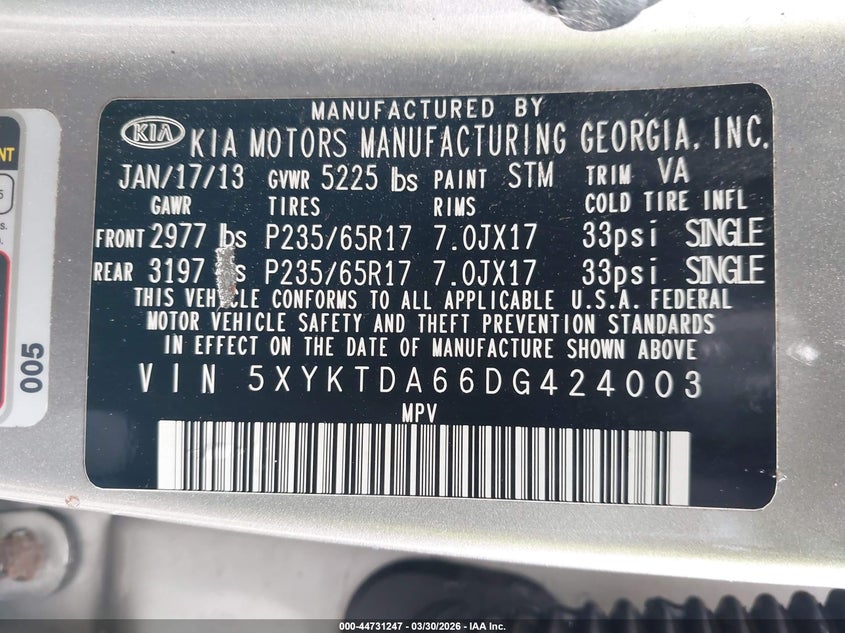 MANUFACTURED BY
KIA KIA MOTORS MANUFACTURING GEORGIA, INC.
JAN/17/13 GVWR 5225 lbs PAINT STM TRIM VA
GAWR TIRES RIMS COLD TIRE INFL
FRONT 2977 lbs P235/65R17 7.0JX17 33psi SINGLE
REAR 3197 P235/65R17 7.0JX17 33psi SINGLE
THIS VEHICLE CONFORMS TO ALL APPLICABLE U.S.A. FEDERAL
MOTOR VEHICLE SAFETY AND THEFT PREVENTION STANDARDS
IN EFFECT ON THE DATE OF MANUFACTURE SHOWN ABOVE
VIN 5XYKTDA66DG424003
MPV
005
000-44731247 - 03/30/2026 - IAA Inc.